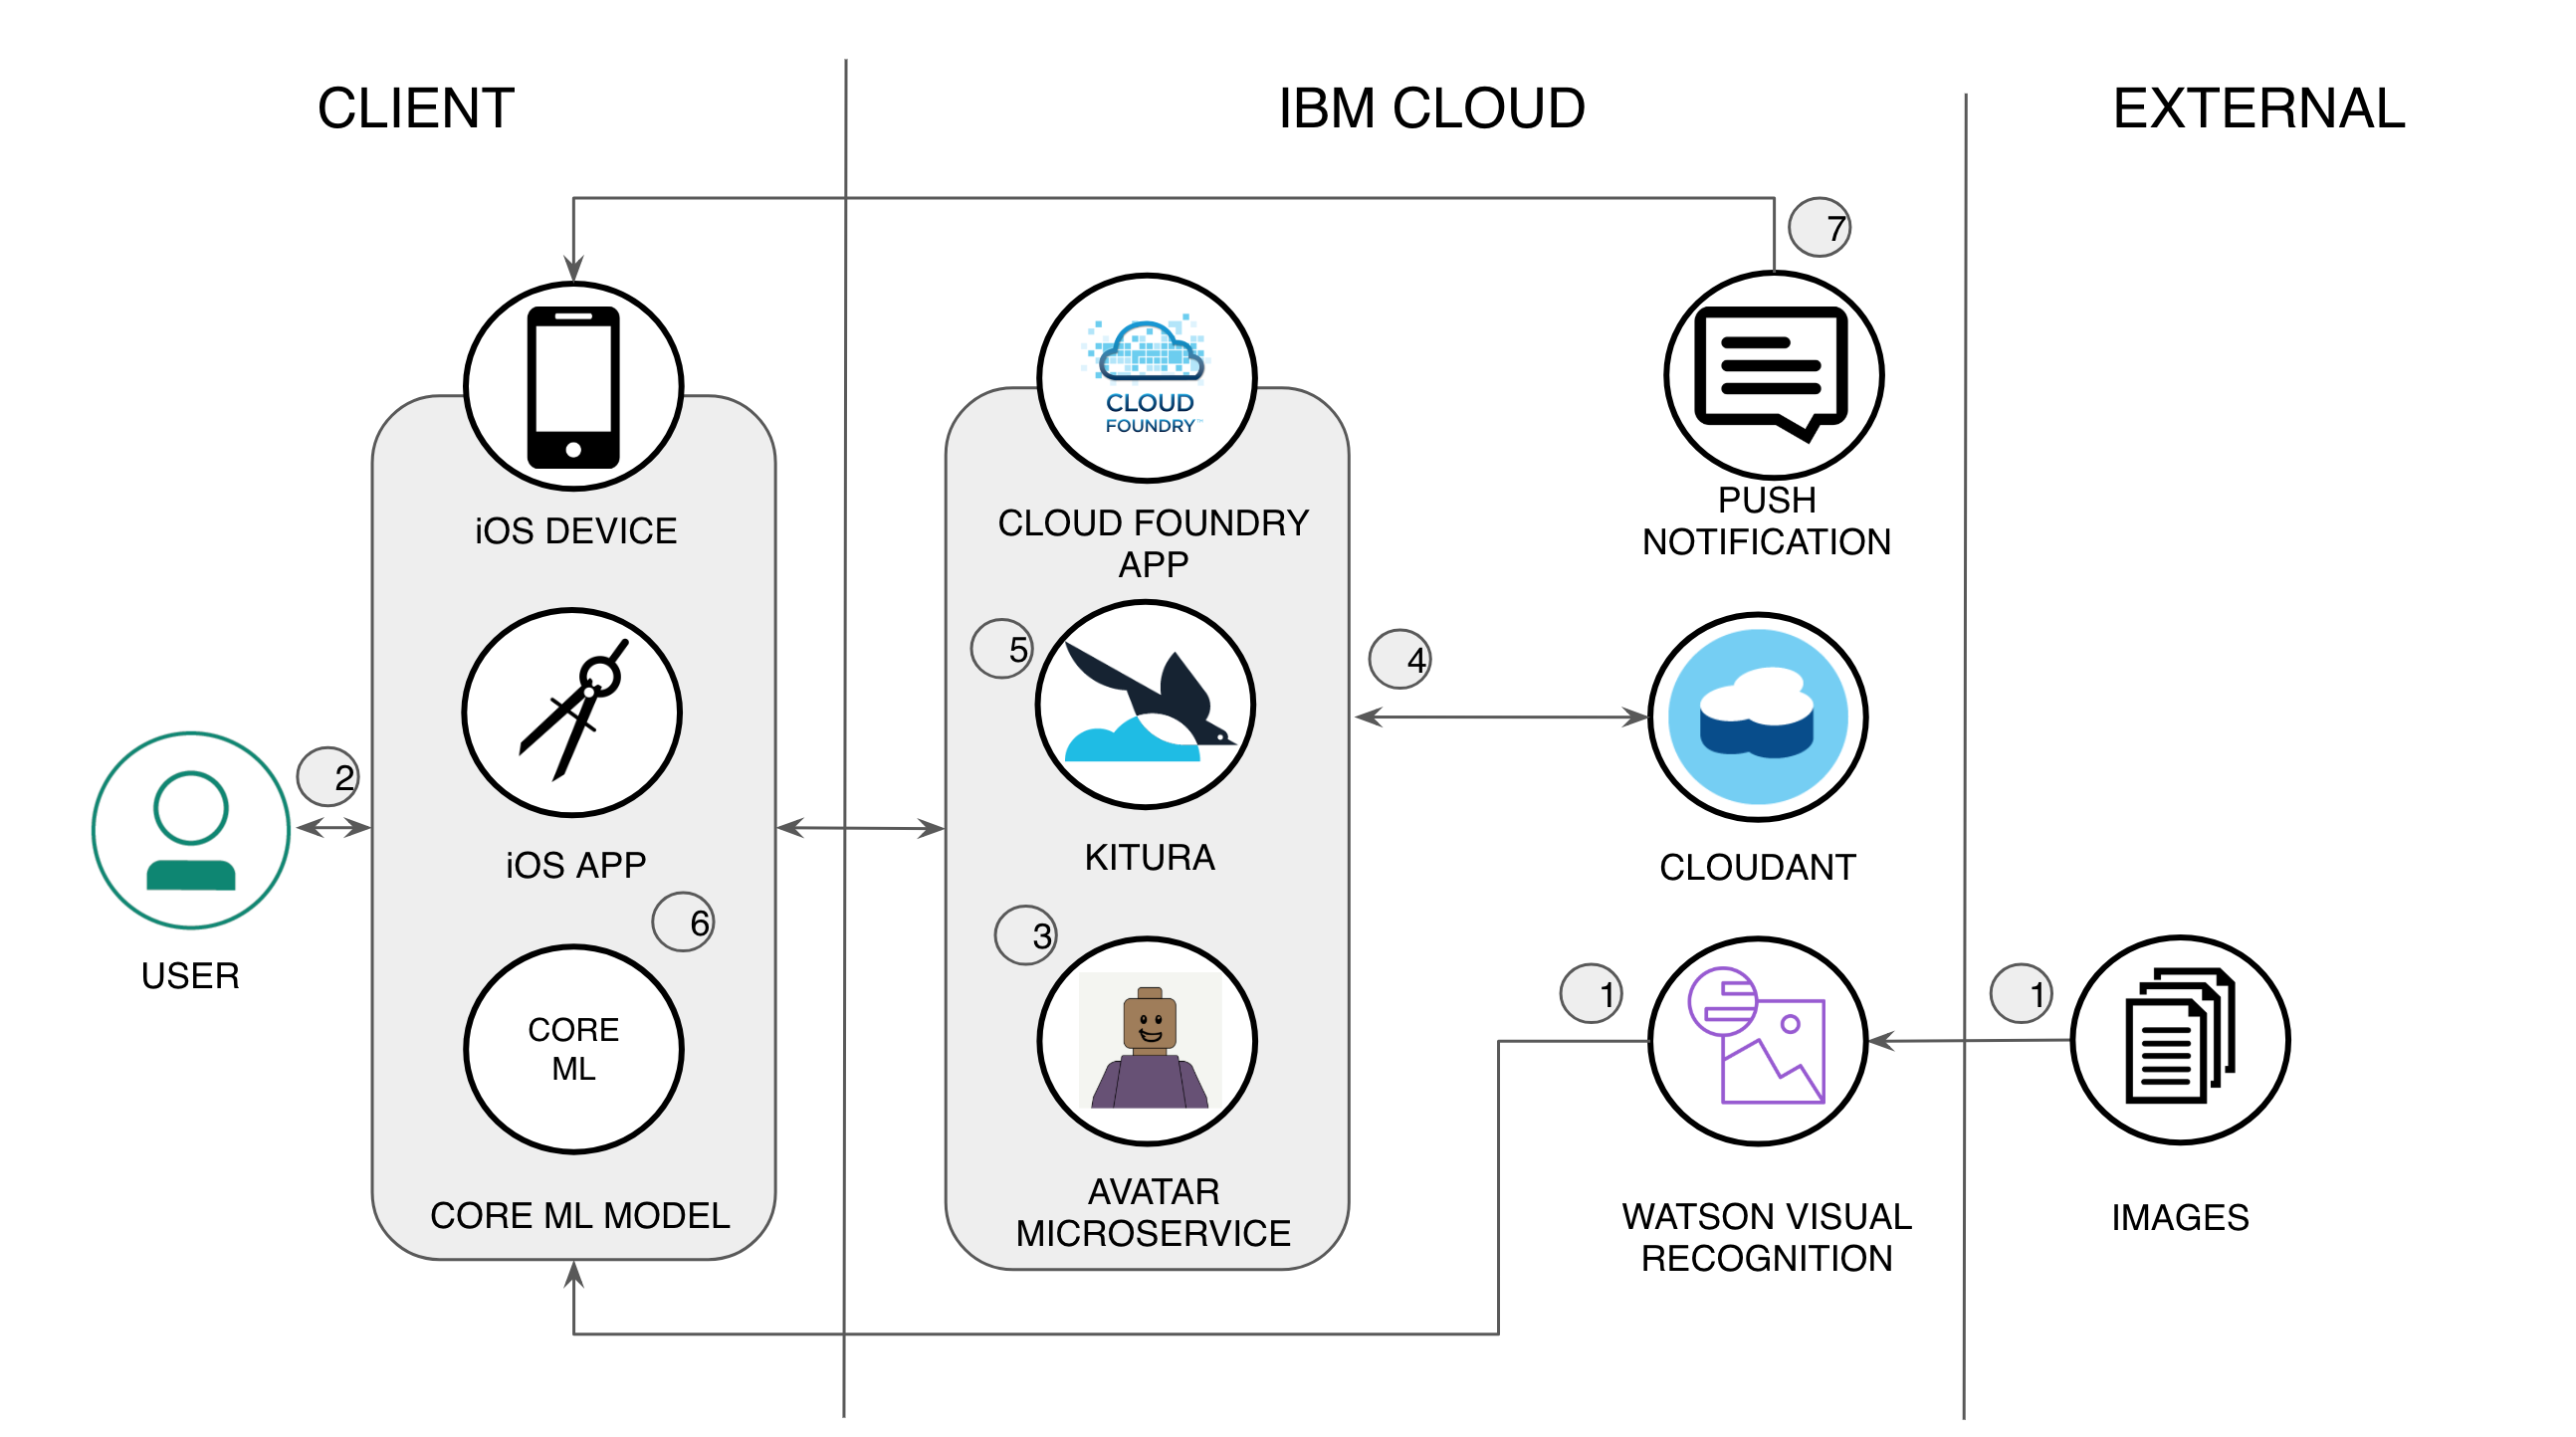 CLIENT
IBM CLOUD
EXTERNAL
7
CLOUD
FOUNDRY™
iOS DEVICE
CLOUD FOUNDRY
APP
PUSH
NOTIFICATION
5
4
2
iOS APP
KITURA
CLOUDANT
6
3
USER
1
1
CORE
ML
CORE ML MODEL
AVATAR
MICROSERVICE
WATSON VISUAL
RECOGNITION
IMAGES